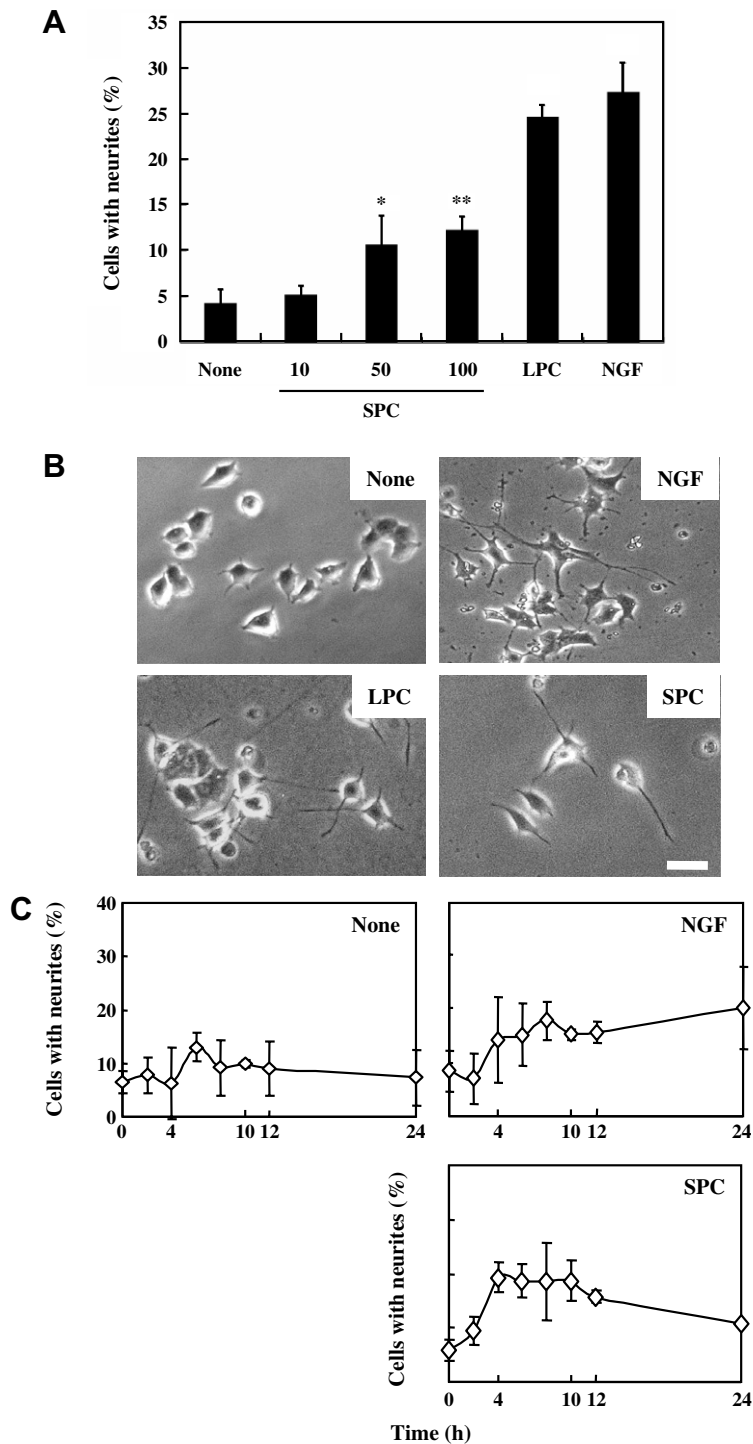 A
Cells with neurites (%)
35
30
25
20
15
10
5
0
* **
None 10 50 100 LPC NGF
SPC
B
None NGF
LPC SPC
C
Cells with neurites (%)
40
30
20
10
0
None
0 4 10 12 24
NGF
0 4 10 12 24
Cells with neurites (%)
SPC
0 4 10 12 24
Time (h)